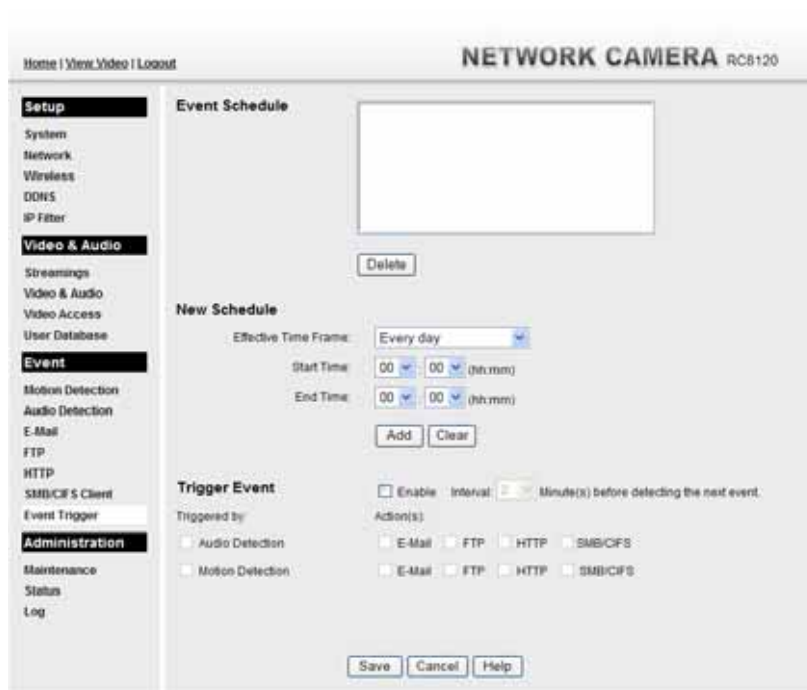 Home | View Video | Logout
NETWORK CAMERA RC8120
Setup
System
Network
Wireless
DDNS
IP Filter
Video & Audio
Streamings
Video & Audio
Video Access
User Database
Event
Motion Detection
Audio Detection
E-Mail
FTP
HTTP
SMB/CIFS Client
Event Trigger
Administration
Maintenance
Status
Log
Event Schedule
Delete
New Schedule
Effective Time Frame: Every day
Start Time: 00 : 00 (hh:mm)
End Time: 00 : 00 (hh:mm)
Add Clear
Trigger Event
Enable Interval: Minute(s) before detecting the next event.
Triggered by: Action(s):
Audio Detection E-Mail FTP HTTP SMB/CIFS
Motion Detection E-Mail FTP HTTP SMB/CIFS
Save Cancel Help